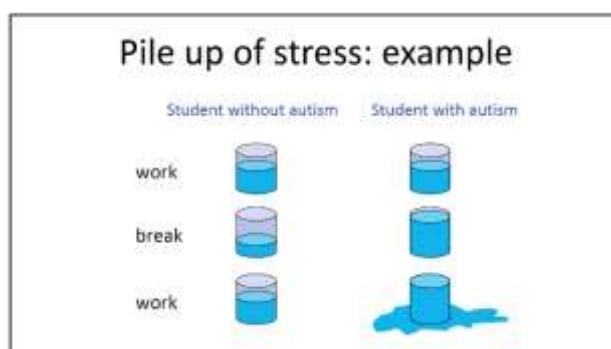 Pile up of stress: example
Student without autism Student with autism
work
break
work